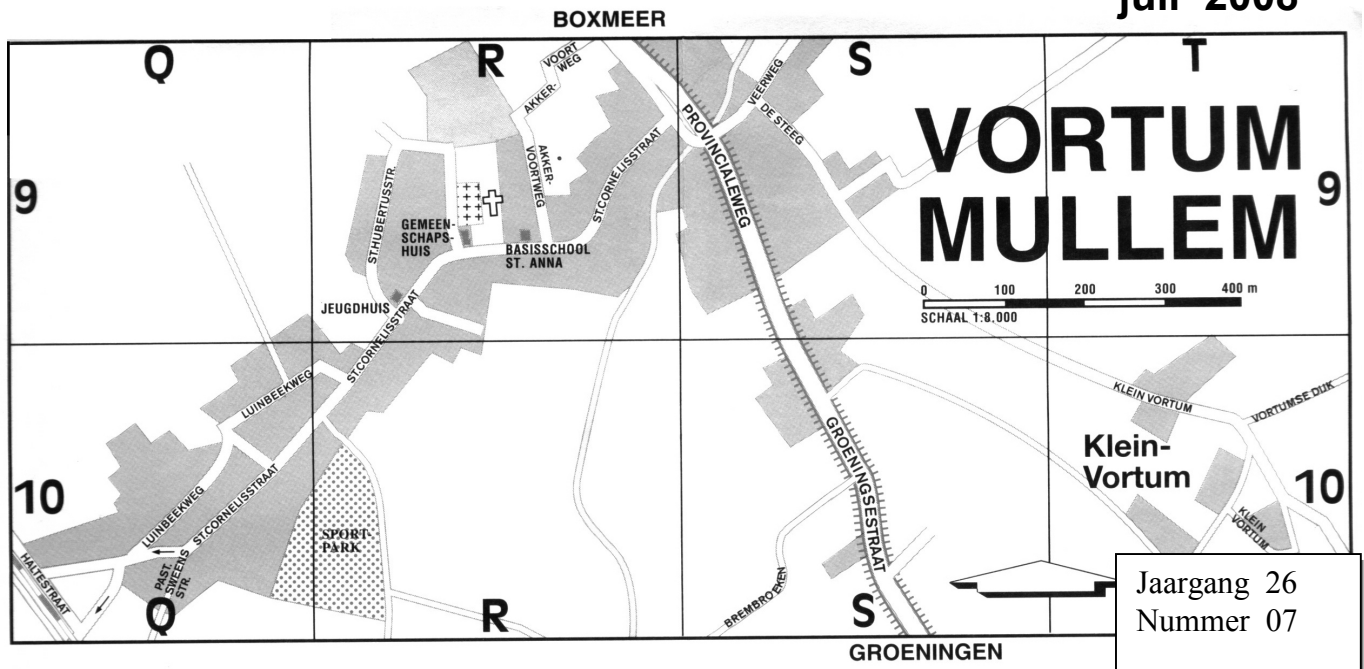 juli 2008
BOXMEER
Q
R
S
T
VORTUM
MULLEM
9
9
VOORT
WEG
AKKER-
AKKER-
VOORTWEG
ST.CORNELISSTRAAT
PROVINCIALEWEG
VEERWEG
DE STEEG
ST.HUBERTUSSTR.
GEMEEN-
SCHAPS-
HUIS
BASISSCHOOL
ST. ANNA
JEUGDHUIS
ST.CORNELISSTRAAT
0 100 200 300 400 m
SCHAAL 1:8.000
LUINBEEKWEG
KLEIN VORTUM
VORTUMSE DIJK
Klein-
Vortum
10
10
GROENINGSESTRAAT
LUINBEEKWEG
ST.CORNELISSTRAAT
SPORT-
PARK
KLEIN
VORTUM
HALTESTRAAT
PAST.
SWEENS
STR.
BREMBROEKEN
Q
R
S
Jaargang 26
Nummer 07
GROENINGEN